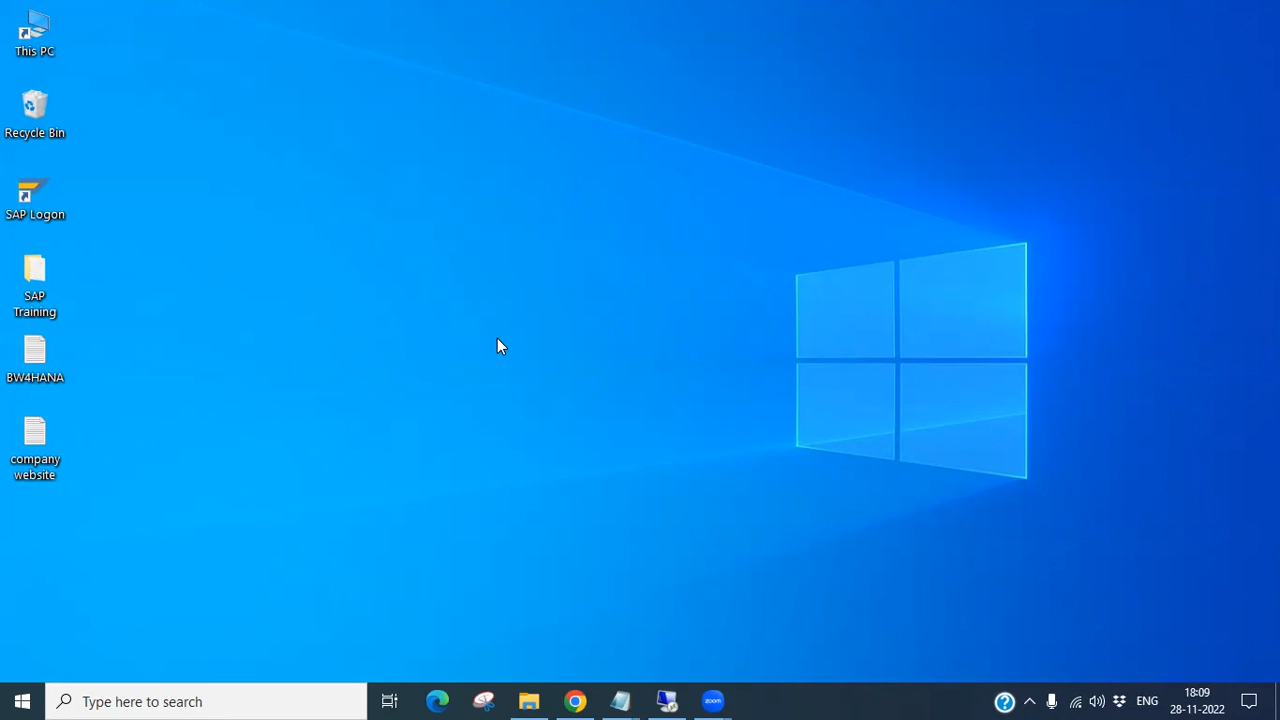 This PC
Recycle Bin
SAP Logon
SAP
Training
BW4HANA
company
website
Type here to search
zoom
ENG
18:09
28-11-2022